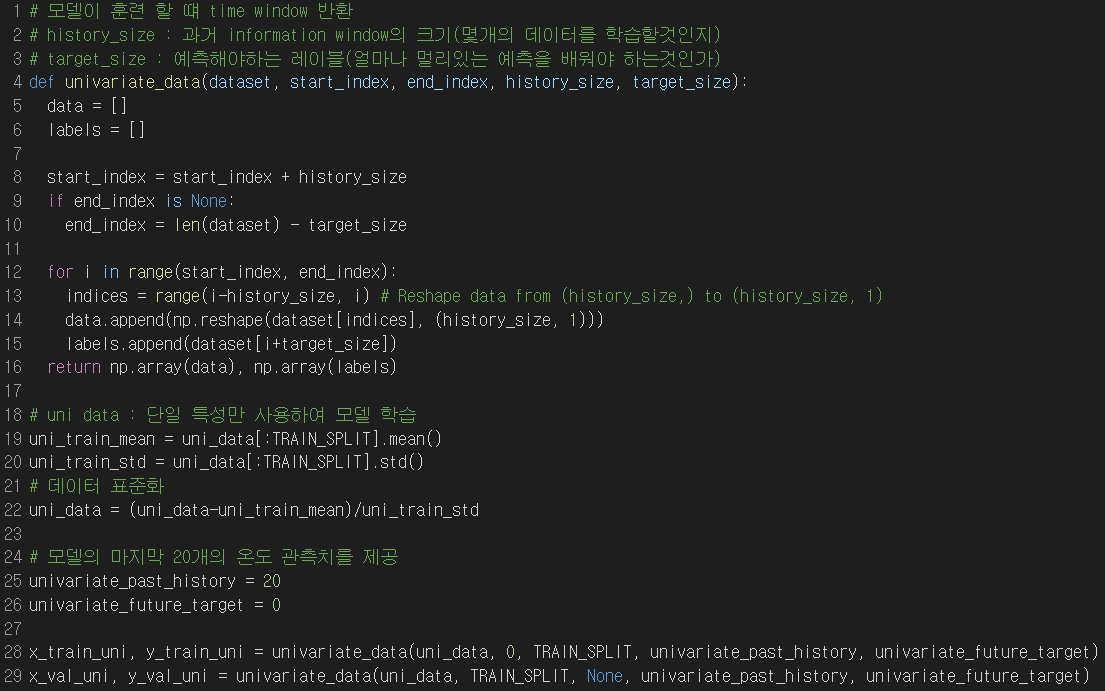 1 # 모델이 훈련 할 떄 time window 반환
2 # history_size : 과거 information window의 크기(몇개의 데이터를 학습할것인지)
3 # target_size : 예측해야하는 레이블(얼마나 멀리있는 예측을 배워야 하는것인가)
4 def univariate_data(dataset, start_index, end_index, history_size, target_size):
5   data = []
6   labels = []
7
8   start_index = start_index + history_size
9   if end_index is None:
10     end_index = len(dataset) - target_size
11
12   for i in range(start_index, end_index):
13     indices = range(i-history_size, i) # Reshape data from (history_size,) to (history_size, 1)
14     data.append(np.reshape(dataset[indices], (history_size, 1)))
15     labels.append(dataset[i+target_size])
16   return np.array(data), np.array(labels)
17
18 # uni data : 단일 특성만 사용하여 모델 학습
19 uni_train_mean = uni_data[:TRAIN_SPLIT].mean()
20 uni_train_std = uni_data[:TRAIN_SPLIT].std()
21 # 데이터 표준화
22 uni_data = (uni_data-uni_train_mean)/uni_train_std
23
24 # 모델의 마지막 20개의 온도 관측치를 제공
25 univariate_past_history = 20
26 univariate_future_target = 0
27
28 x_train_uni, y_train_uni = univariate_data(uni_data, 0, TRAIN_SPLIT, univariate_past_history, univariate_future_target)
29 x_val_uni, y_val_uni = univariate_data(uni_data, TRAIN_SPLIT, None, univariate_past_history, univariate_future_target)